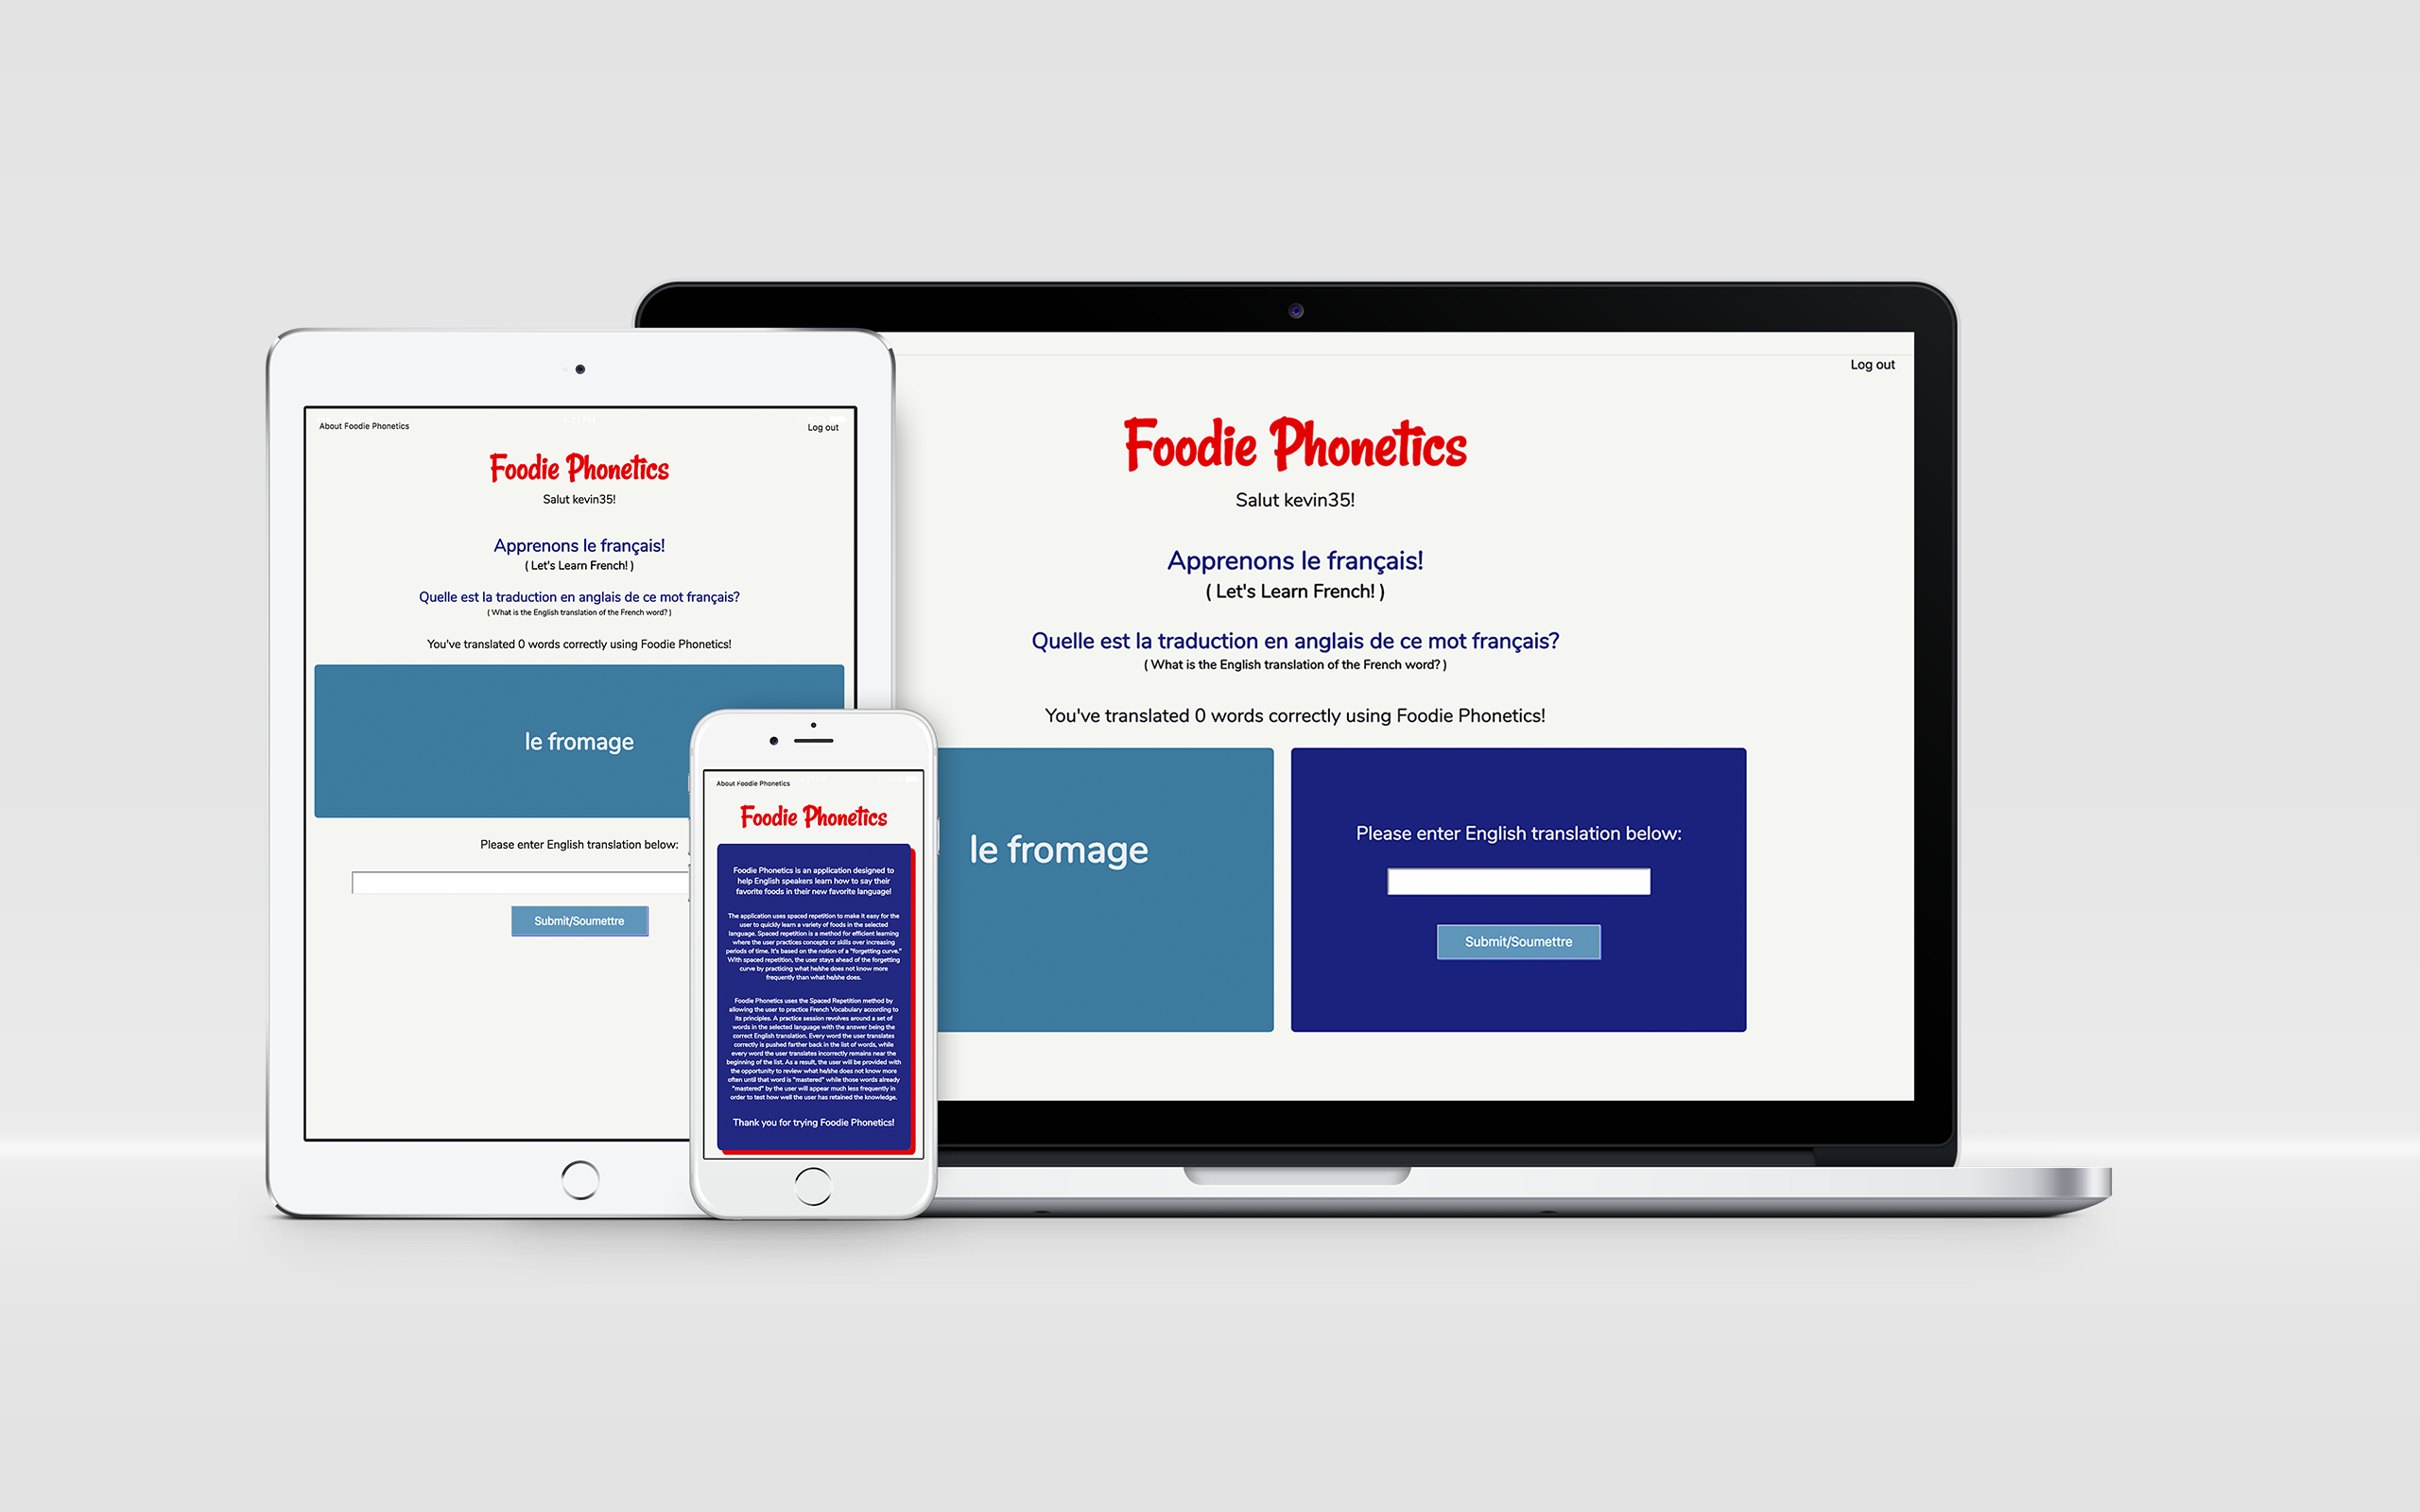 About Foodie Phonetics
Log out
Foodie Phonetics
Salut kevin35!
Apprenons le français!
( Let's Learn French! )
Quelle est la traduction en anglais de ce mot français?
( What is the English translation of the French word? )
You've translated 0 words correctly using Foodie Phonetics!
le fromage
Please enter English translation below:
Submit/Soumettre
About Foodie Phonetics
Foodie Phonetics
Foodie Phonetics is an application designed to
help English speakers learn how to say their
favorite foods in their new favorite language!
The application uses spaced repetition to make it easy for the
user to quickly learn a variety of foods in the selected
language. Spaced repetition is a method for efficient learning
where the user practices concepts or skills over increasing
periods of time. It's based on the notion of a "forgetting curve."
With spaced repetition, the user stays ahead of the forgetting
curve by practicing what he/she does not know more
frequently than what he/she does.
Foodie Phonetics uses the Spaced Repetition method by
allowing the user to practice French Vocabulary according to
its principles. A practice session revolves around a set of
words in the selected language with the answer being the
correct English translation. Every word the user translates
correctly is pushed farther back in the list of words, while
every word the user translates incorrectly remains near the
beginning of the list. As a result, the user will be provided with
the opportunity to review what he/she does not know more
often until that word is "mastered" while those words already
"mastered" by the user will appear much less frequently in
order to test how well the user has retained the knowledge.
Thank you for trying Foodie Phonetics!
Log out
Foodie Phonetics
Salut kevin35!
Apprenons le français!
( Let's Learn French! )
Quelle est la traduction en anglais de ce mot français?
( What is the English translation of the French word? )
You've translated 0 words correctly using Foodie Phonetics!
le fromage
Please enter English translation below:
Submit/Soumettre